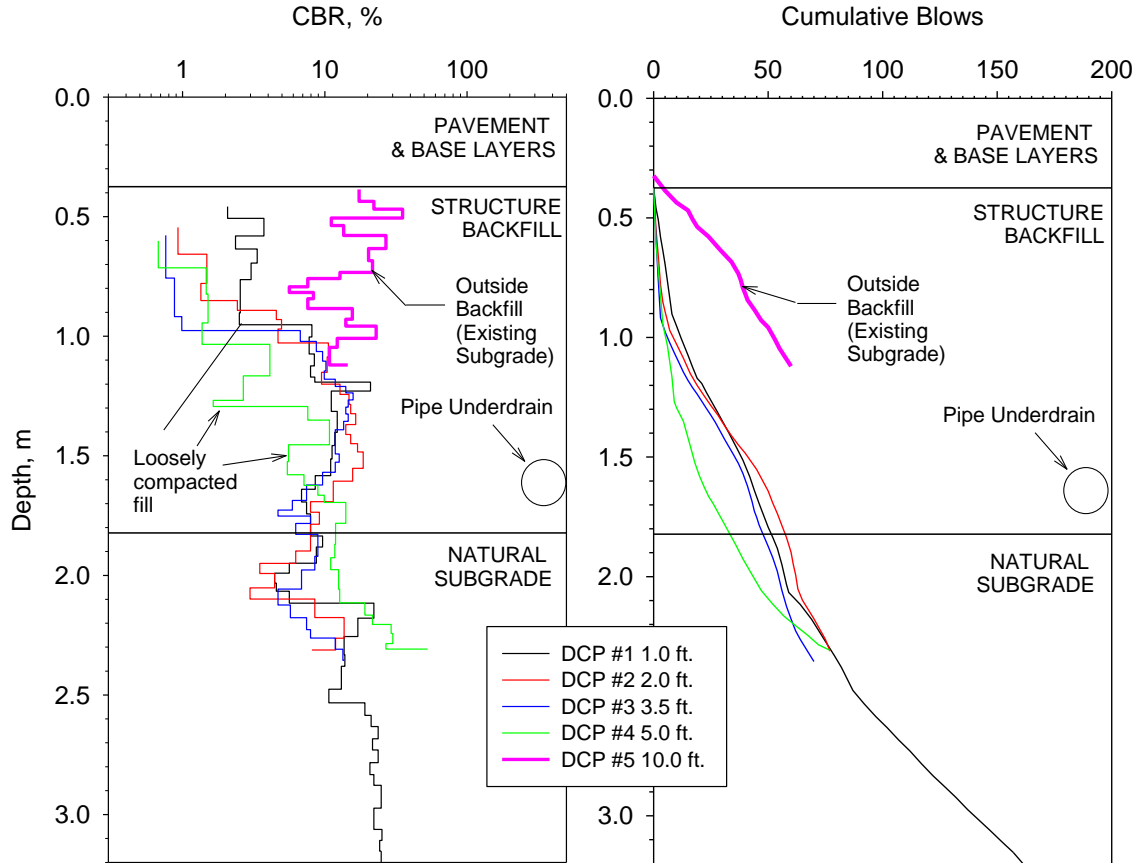 CBR, %
Cumulative Blows
1 10 100
0 50 100 150 200
0.0
0.5
1.0
1.5
2.0
2.5
3.0
Depth, m
PAVEMENT
& BASE LAYERS
STRUCTURE
BACKFILL
Outside
Backfill
(Existing
Subgrade)
Pipe Underdrain
Loosely
compacted
fill
NATURAL
SUBGRADE
0.0
0.5
1.0
1.5
2.0
2.5
3.0
PAVEMENT
& BASE LAYERS
STRUCTURE
BACKFILL
Outside
Backfill
(Existing
Subgrade)
Pipe Underdrain
NATURAL
SUBGRADE
DCP #1 1.0 ft.
DCP #2 2.0 ft.
DCP #3 3.5 ft.
DCP #4 5.0 ft.
DCP #5 10.0 ft.